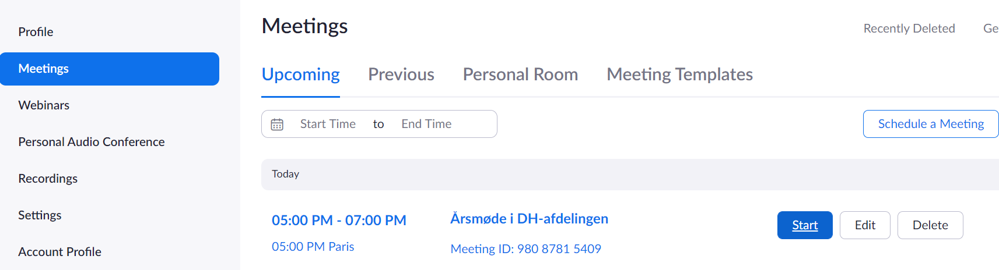 Profile
Meetings
Webinars
Personal Audio Conference
Recordings
Settings
Account Profile
Meetings
Recently Deleted
Ge
Upcoming Previous Personal Room Meeting Templates
Start Time to End Time
Schedule a Meeting
Today
05:00 PM - 07:00 PM
05:00 PM Paris
Årsmøde i DH-afdelingen
Meeting ID: 980 8781 5409
Start Edit Delete